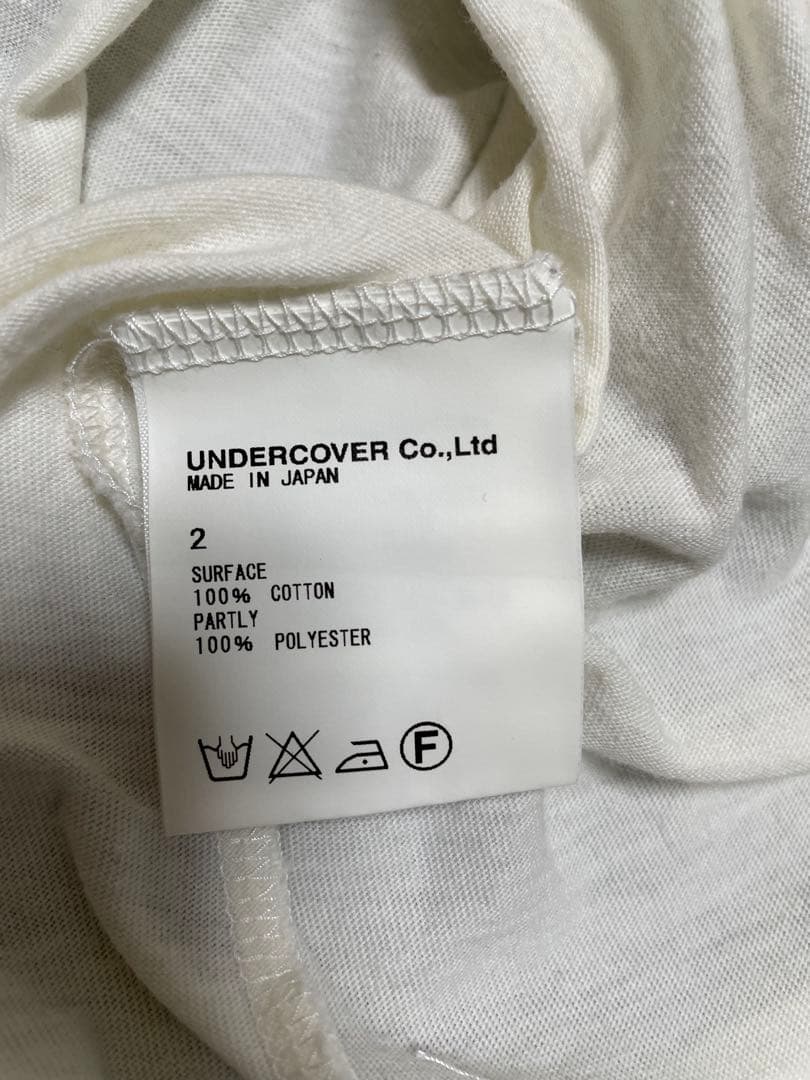 UNDERCOVER Co.,Ltd
MADE IN JAPAN
2
SURFACE
100% COTTON
PARTLY
100% POLYESTER
F